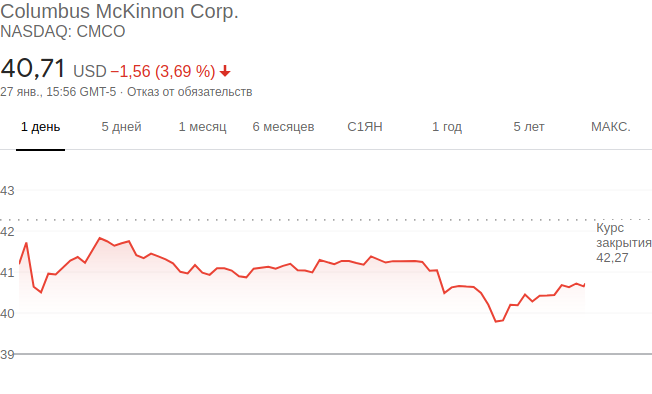 Columbus McKinnon Corp.
NASDAQ: CMCO
40,71 USD −1,56 (3,69 %)
27 янв., 15:56 GMT-5 · Отказ от обязательств
1 день 5 дней 1 месяц 6 месяцев С1ЯН 1 год 5 лет МАКС.
43
42
Курс
закрытия
42,27
41
40
39